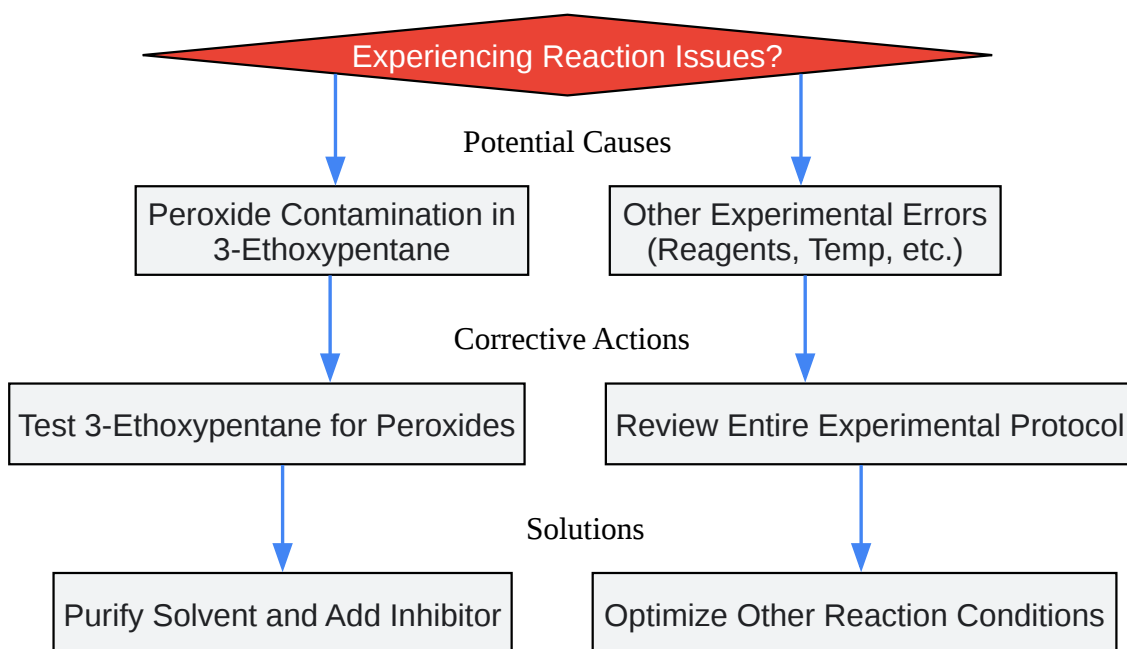 Experiencing Reaction Issues?
Potential Causes
Peroxide Contamination in
3-Ethoxypentane
Other Experimental Errors
(Reagents, Temp, etc.)
Corrective Actions
Test 3-Ethoxypentane for Peroxides
Review Entire Experimental Protocol
Solutions
Purify Solvent and Add Inhibitor
Optimize Other Reaction Conditions